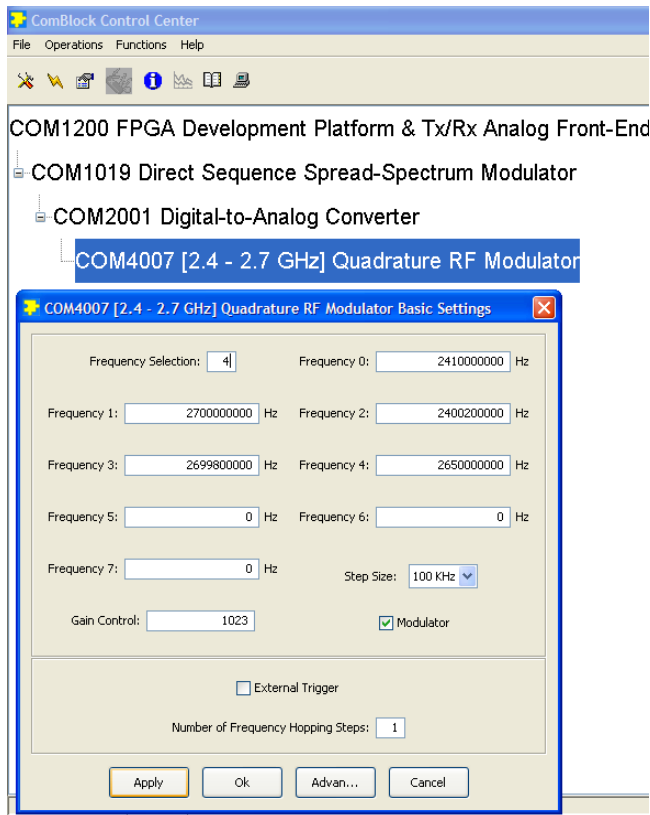 ComBlock Control Center
File Operations Functions Help
COM1200 FPGA Development Platform & Tx/Rx Analog Front-End
COM1019 Direct Sequence Spread-Spectrum Modulator
COM2001 Digital-to-Analog Converter
COM4007 [2.4 - 2.7 GHz] Quadrature RF Modulator
COM4007 [2.4 - 2.7 GHz] Quadrature RF Modulator Basic Settings
Frequency Selection: 4 Frequency 0: 2410000000 Hz
Frequency 1: 2700000000 Hz Frequency 2: 2400200000 Hz
Frequency 3: 2699800000 Hz Frequency 4: 2650000000 Hz
Frequency 5: 0 Hz Frequency 6: 0 Hz
Frequency 7: 0 Hz Step Size: 100 KHz
Gain Control: 1023 Modulator
External Trigger
Number of Frequency Hopping Steps: 1
Apply Ok Advan... Cancel